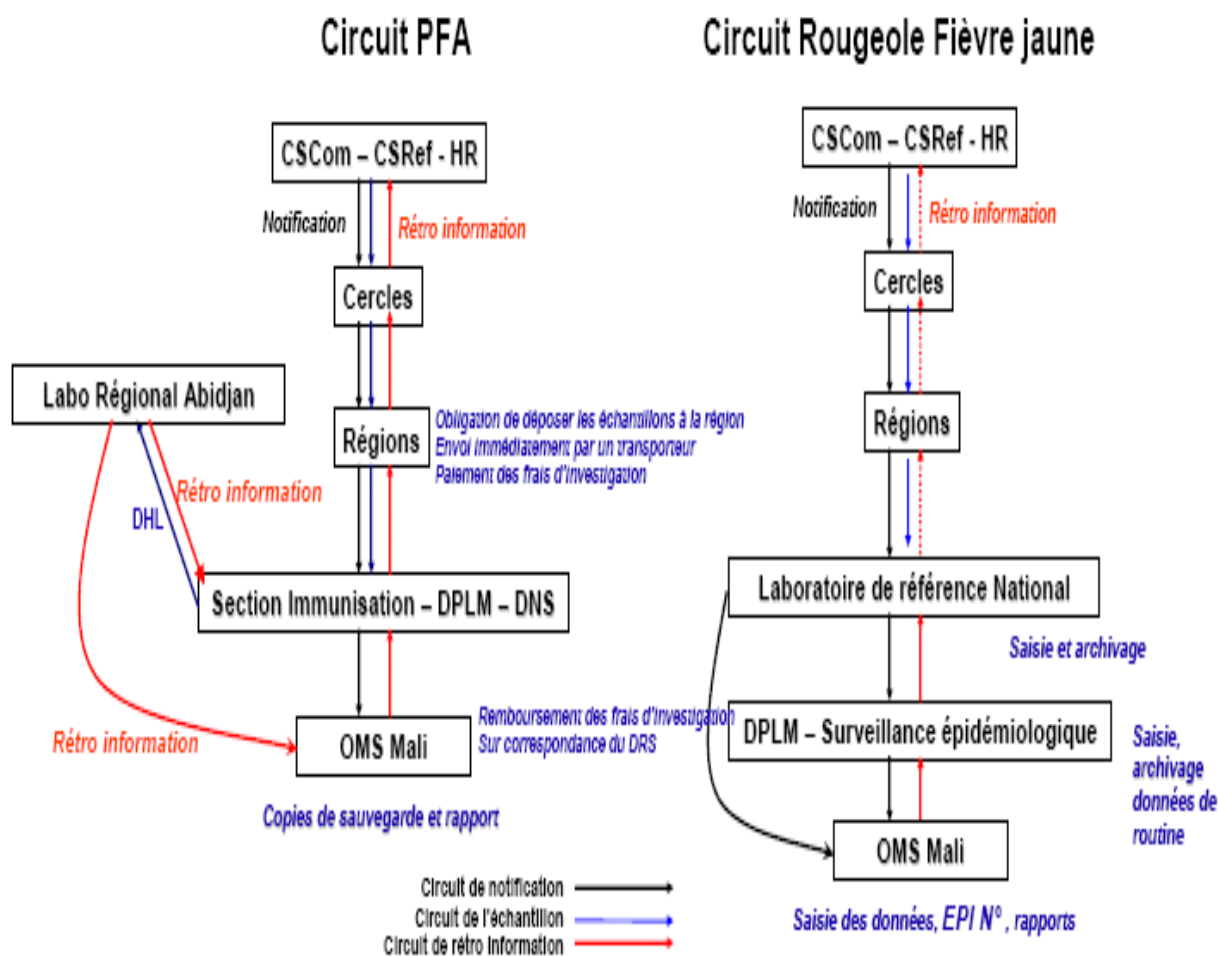 Circuit PFA
CSCom – CSRef - HR
Notification
Rétro information
Cercles
Labo Régional Abidjan
Régions
Obligation de déposer les échantillons à la région
Envoi immédiatement par un transporteur
Paiement des frais d'investigation
Rétro information
DHL
Section Immunisation – DPLM – DNS
Rétro information
OMS Mali
Remboursement des frais d'investigation
Sur correspondance du DRS
Copies de sauvegarde et rapport
Circuit Rougeole Fièvre jaune
CSCom – CSRef - HR
Notification
Rétro information
Cercles
Régions
Laboratoire de référence National
Saisie et archivage
DPLM – Surveillance épidémiologique
Saisie,
archivage
données de
routine
OMS Mali
Saisie des données, EPI N° , rapports
Circuit de notification
Circuit de l'échantillon
Circuit de rétro Information